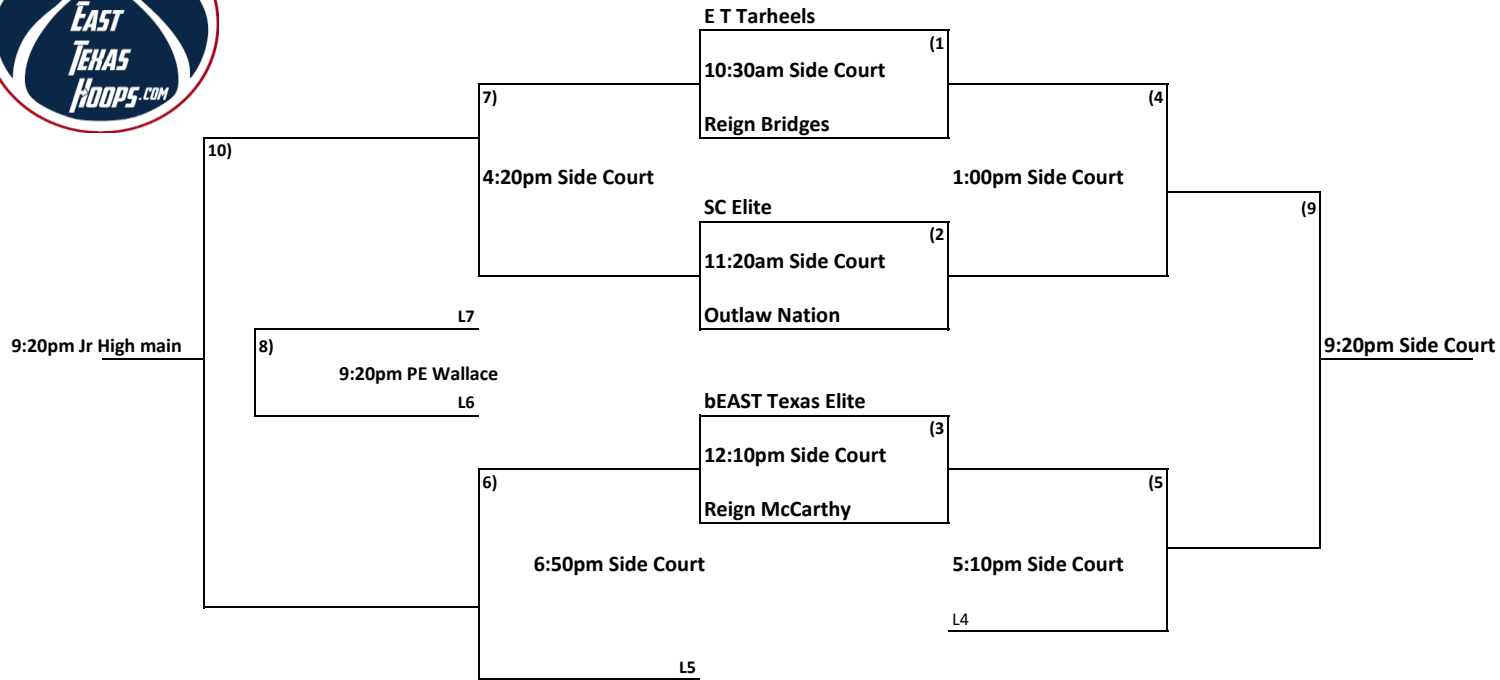 EAST
TEXAS
HOOPS.COM
E T Tarheels
(1
10:30am Side Court
7)
(4
Reign Bridges
10)
4:20pm Side Court
1:00pm Side Court
SC Elite
(9
(2
11:20am Side Court
L7
Outlaw Nation
9:20pm Jr High main
8)
9:20pm Side Court
9:20pm PE Wallace
L6
bEAST Texas Elite
(3
12:10pm Side Court
6)
(5
Reign McCarthy
6:50pm Side Court
5:10pm Side Court
L4
L5